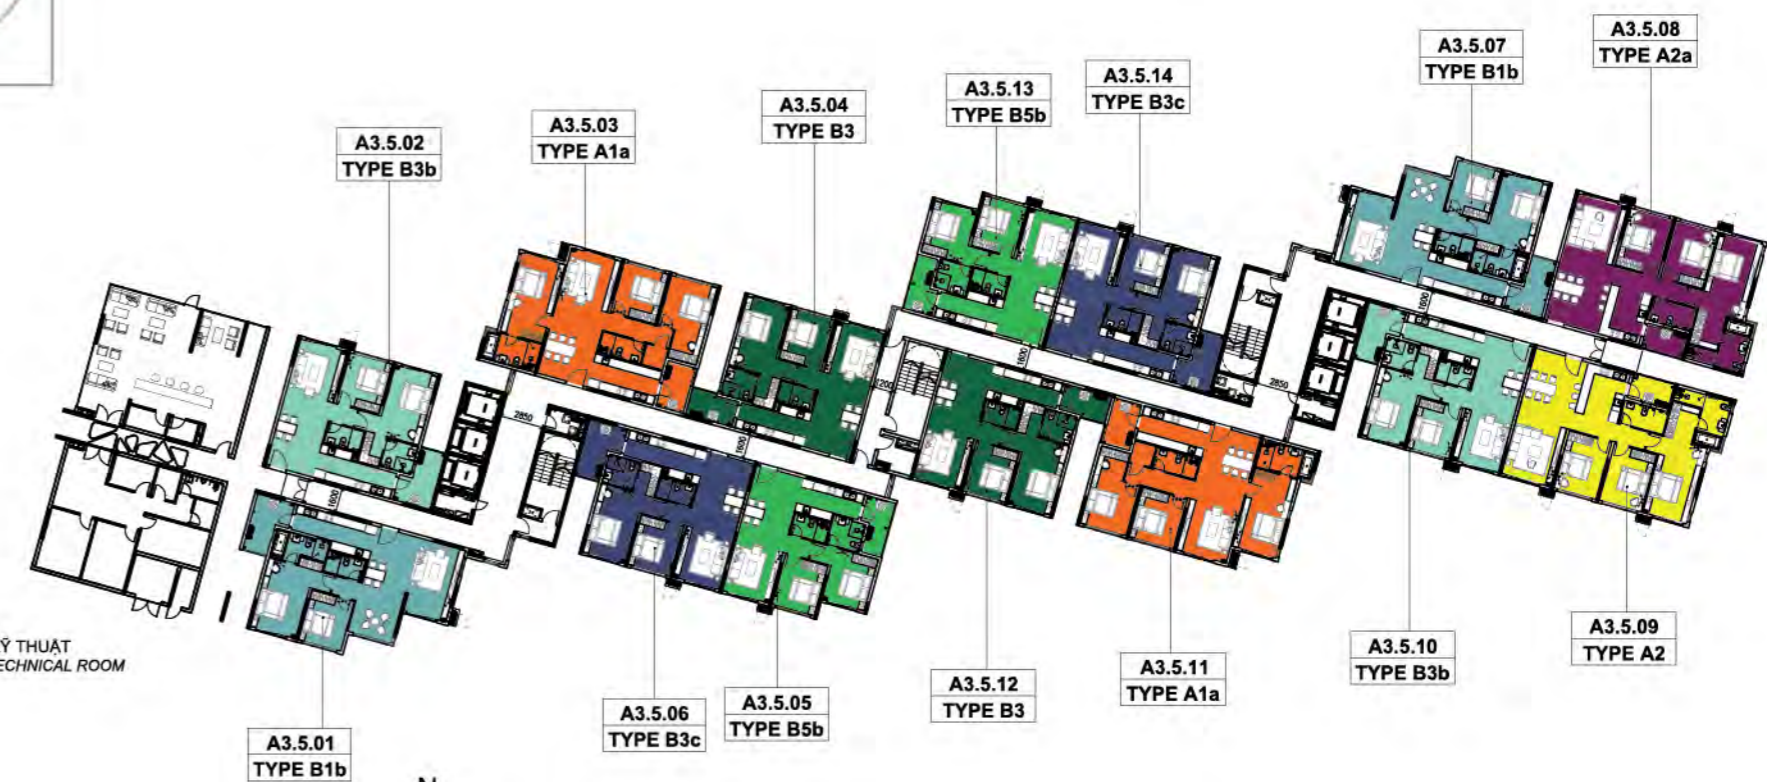 A3.5.08
TYPE A2a
A3.5.07
TYPE B1b
A3.5.14
TYPE B3c
A3.5.13
TYPE B5b
A3.5.04
TYPE B3
A3.5.03
TYPE A1a
A3.5.02
TYPE B3b
1600
1600
1200
2850
2850
1600
1600
A3.5.09
TYPE A2
A3.5.10
TYPE B3b
A3.5.11
TYPE A1a
A3.5.12
TYPE B3
A3.5.05
TYPE B5b
A3.5.06
TYPE B3c
A3.5.01
TYPE B1b
Ỹ THUẬT
ECHNICAL ROOM